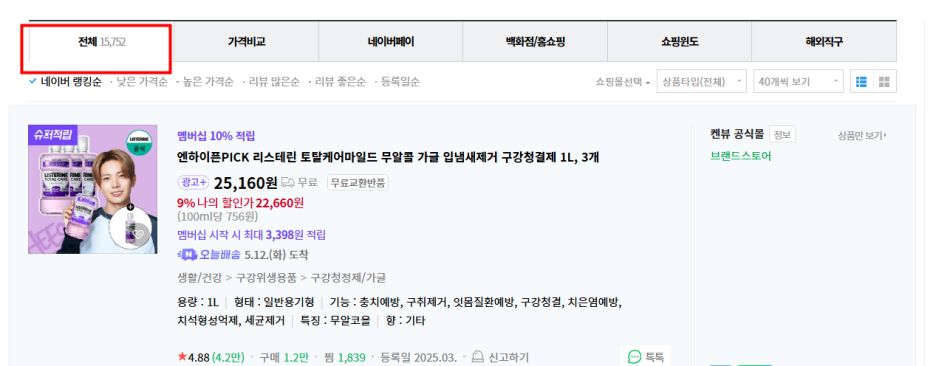 전체 15,752
가격비교
네이버페이
백화점/홈쇼핑
쇼핑윈도
해외직구
네이버 랭킹순 · 낮은 가격순 · 높은 가격순 · 리뷰 많은순 · 리뷰 좋은순 · 등록일순
쇼핑몰선택
상품타입(전체)
40개씩 보기
슈퍼적립
LISTERINE
공식
멤버십 10% 적립
엔하이픈PICK 리스테린 토탈케어마일드 무알콜 가글 입냄새제거 구강청결제 1L, 3개
광고+ 25,160원 무료 무료교환반품
9% 나의 할인가 22,660원
(100ml당 756원)
멤버십 시작 시 최대 3,398원 적립
N 오늘배송 5.12.(화) 도착
생활/건강 > 구강위생용품 > 구강청정제/가글
용량 : 1L | 형태 : 일반용기형 | 기능 : 충치예방, 구취제거, 잇몸질환예방, 구강청결, 치은염예방,
치석형성억제, 세균제거 | 특징 : 무알코올 | 향 : 기타
★4.88 (4.2만) · 구매 1.2만 · 찜 1,839 · 등록일 2025.03. · 신고하기
톡톡
켄뷰 공식몰 정보
상품만 보기
브랜드스토어